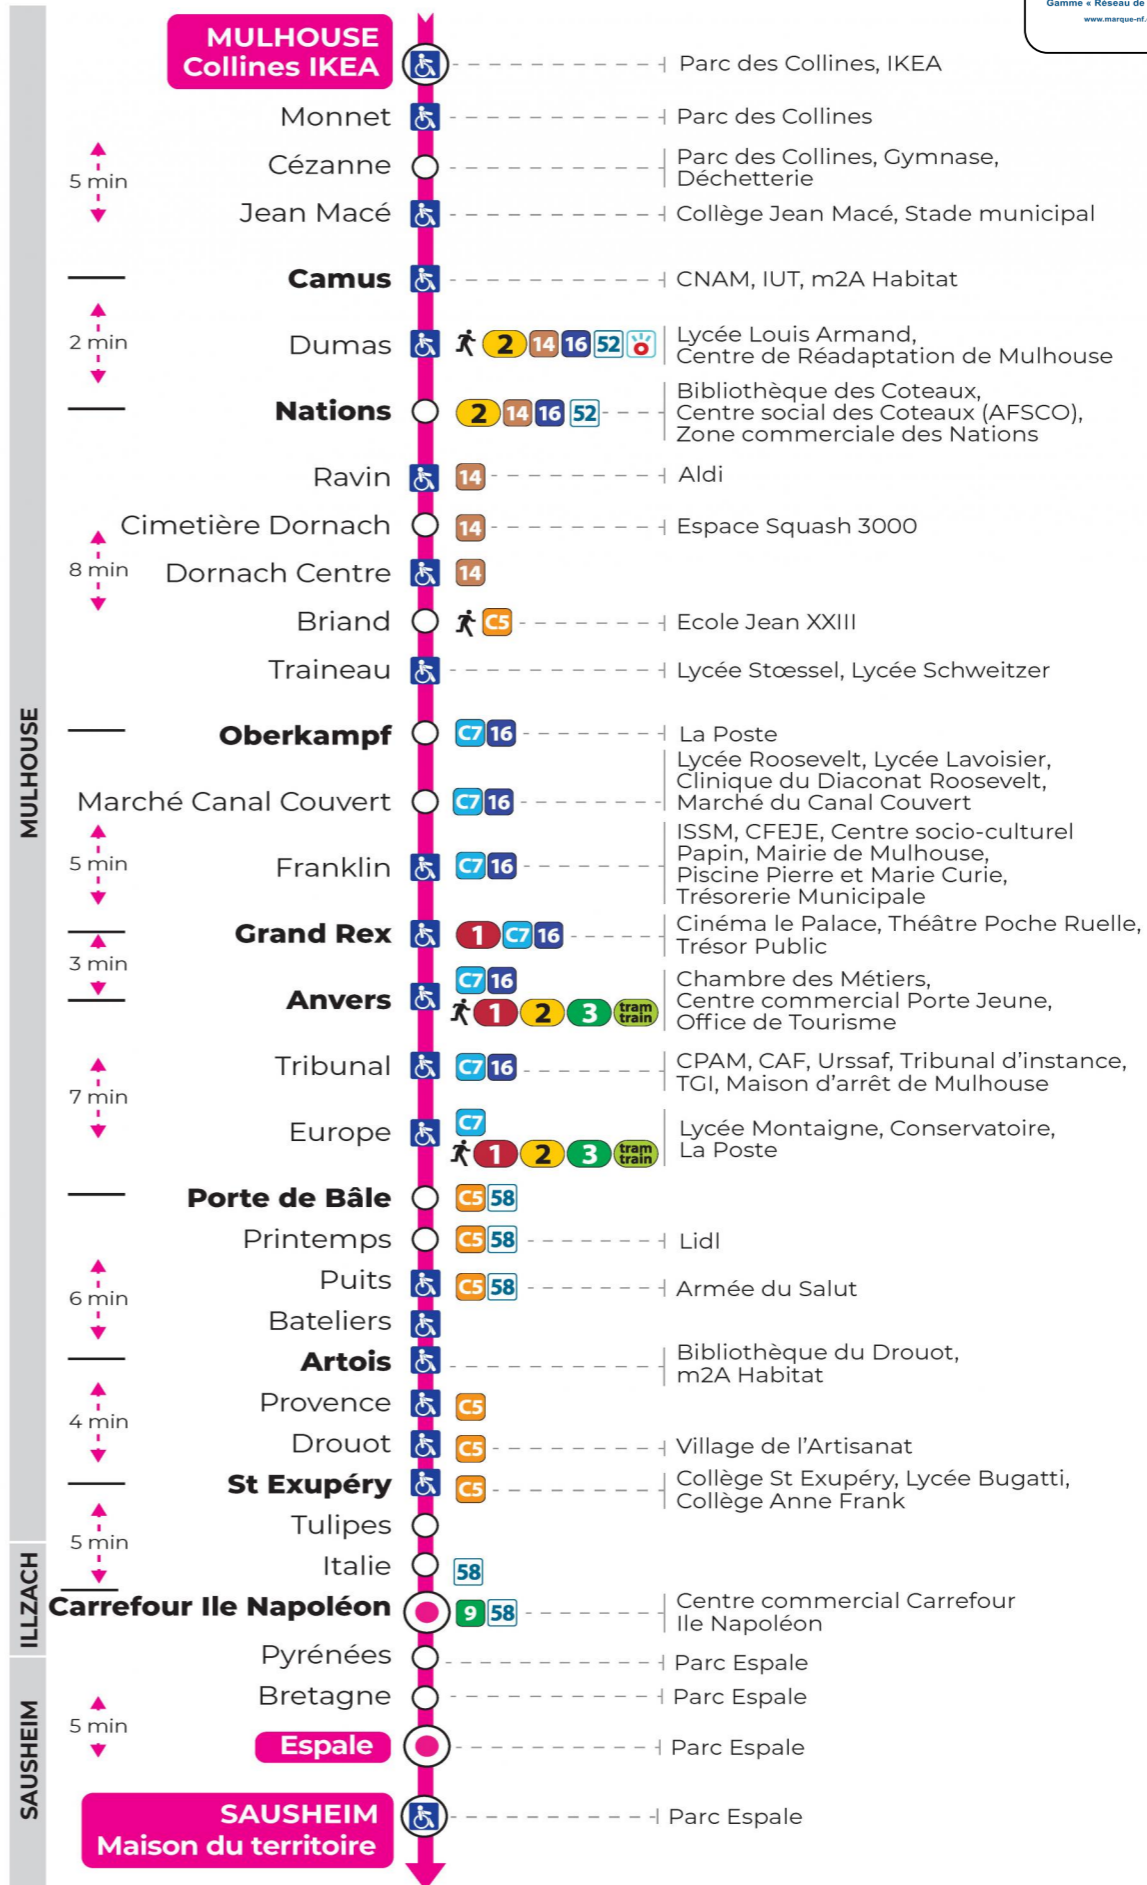 Gamme « Réseau de
www.marque-nf.
MULHOUSE
Collines IKEA
Parc des Collines, IKEA
Monnet
Parc des Collines
5 min
Cézanne
Parc des Collines, Gymnase,
Déchetterie
Jean Macé
Collège Jean Macé, Stade municipal
Camus
CNAM, IUT, m2A Habitat
2 min
Dumas
2 14 16 52
Lycée Louis Armand,
Centre de Réadaptation de Mulhouse
Nations
2 14 16 52
Bibliothèque des Coteaux,
Centre social des Coteaux (AFSCO),
Zone commerciale des Nations
Ravin
14
Aldi
Cimetière Dornach
14
Espace Squash 3000
8 min
Dornach Centre
14
Briand
C5
Ecole Jean XXIII
Traineau
Lycée Stœssel, Lycée Schweitzer
MULHOUSE
Oberkampf
C7 16
La Poste
Marché Canal Couvert
C7 16
Lycée Roosevelt, Lycée Lavoisier,
Clinique du Diaconat Roosevelt,
Marché du Canal Couvert
5 min
Franklin
C7 16
ISSM, CFEJE, Centre socio-culturel
Papin, Mairie de Mulhouse,
Piscine Pierre et Marie Curie,
Trésorerie Municipale
Grand Rex
1 C7 16
Cinéma le Palace, Théâtre Poche Ruelle,
Trésor Public
3 min
Anvers
C7 16
1 2 3 tram train
Chambre des Métiers,
Centre commercial Porte Jeune,
Office de Tourisme
7 min
Tribunal
C7 16
CPAM, CAF, Urssaf, Tribunal d'instance,
TGI, Maison d'arrêt de Mulhouse
Europe
C7
1 2 3 tram train
Lycée Montaigne, Conservatoire,
La Poste
Porte de Bâle
C5 58
Printemps
C5 58
Lidl
6 min
Puits
C5 58
Armée du Salut
Bateliers
Artois
Bibliothèque du Drouot,
m2A Habitat
4 min
Provence
C5
Drouot
C5
Village de l'Artisanat
St Exupéry
C5
Collège St Exupéry, Lycée Bugatti,
Collège Anne Frank
5 min
Tulipes
ILLZACH
Italie
58
Carrefour Ile Napoléon
9 58
Centre commercial Carrefour
Ile Napoléon
SAUSHEIM
Pyrénées
Parc Espale
Bretagne
Parc Espale
5 min
Espale
Parc Espale
SAUSHEIM
Maison du territoire
Parc Espale